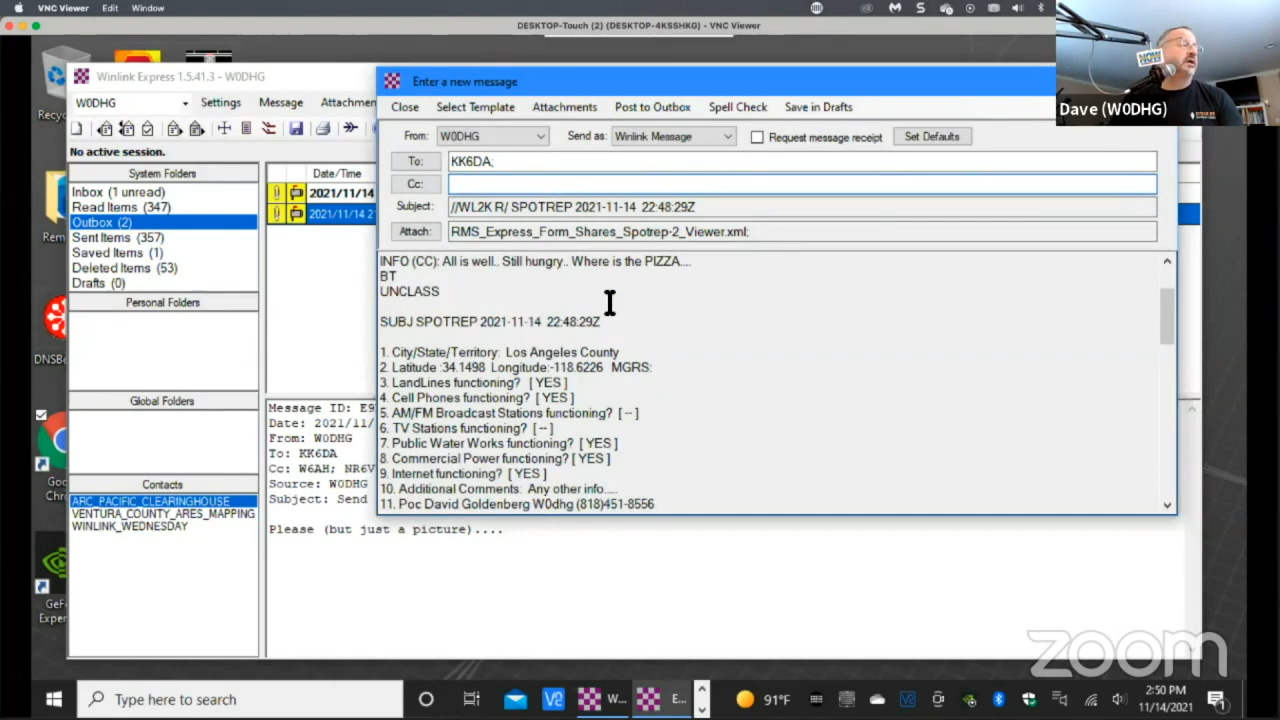 VNC Viewer Edit Window
DESKTOP-Touch (2) (DESKTOP-4KSSHKG) - VNC Viewer
NOW
Dave (W0DHG)
Recyc
Winlink Express 1.5.41.3 - W0DHG
W0DHG Settings Message Attachmen
No active session.
System Folders
Inbox (1 unread)
Read Items (347)
Outbox (2)
Sent Items (357)
Saved Items (1)
Deleted Items (53)
Drafts (0)
Personal Folders
Global Folders
Contacts
ARC_PACIFIC_CLEARINGHOUSE
VENTURA_COUNTY_ARES_MAPPING
WINLINK_WEDNESDAY
Rem
DNSBe
Goo
Chr
GeF
Exper
Date/Time
2021/11/14
2021/11/14 2
Enter a new message
Close Select Template Attachments Post to Outbox Spell Check Save in Drafts
From: W0DHG Send as: Winlink Message Request message receipt Set Defaults
To: KK6DA;
Cc:
Subject: //WL2K R/ SPOTREP 2021-11-14 22:48:29Z
Attach: RMS_Express_Form_Shares_Spotrep-2_Viewer.xml;
INFO (CC): All is well.. Still hungry.. Where is the PIZZA....
BT
UNCLASS
SUBJ SPOTREP 2021-11-14 22:48:29Z
1. City/State/Territory: Los Angeles County
2. Latitude :34.1498 Longitude:-118.6226 MGRS:
3. LandLines functioning? [ YES ]
4. Cell Phones functioning? [ YES ]
5. AM/FM Broadcast Stations functioning? [ -- ]
6. TV Stations functioning? [ -- ]
7. Public Water Works functioning? [ YES ]
8. Commercial Power functioning? [ YES ]
9. Internet functioning? [ YES ]
10. Additional Comments: Any other info.....
11. Poc David Goldenberg W0dhg (818)451-8556
Message ID: E9
Date: 2021/11/
From: W0DHG
To: KK6DA
Cc: W6AH; NR6V
Source: W0DHG
Subject: Send
Please (but just a picture)....
zoom
Type here to search
W...
E...
91°F
2:50 PM
11/14/2021